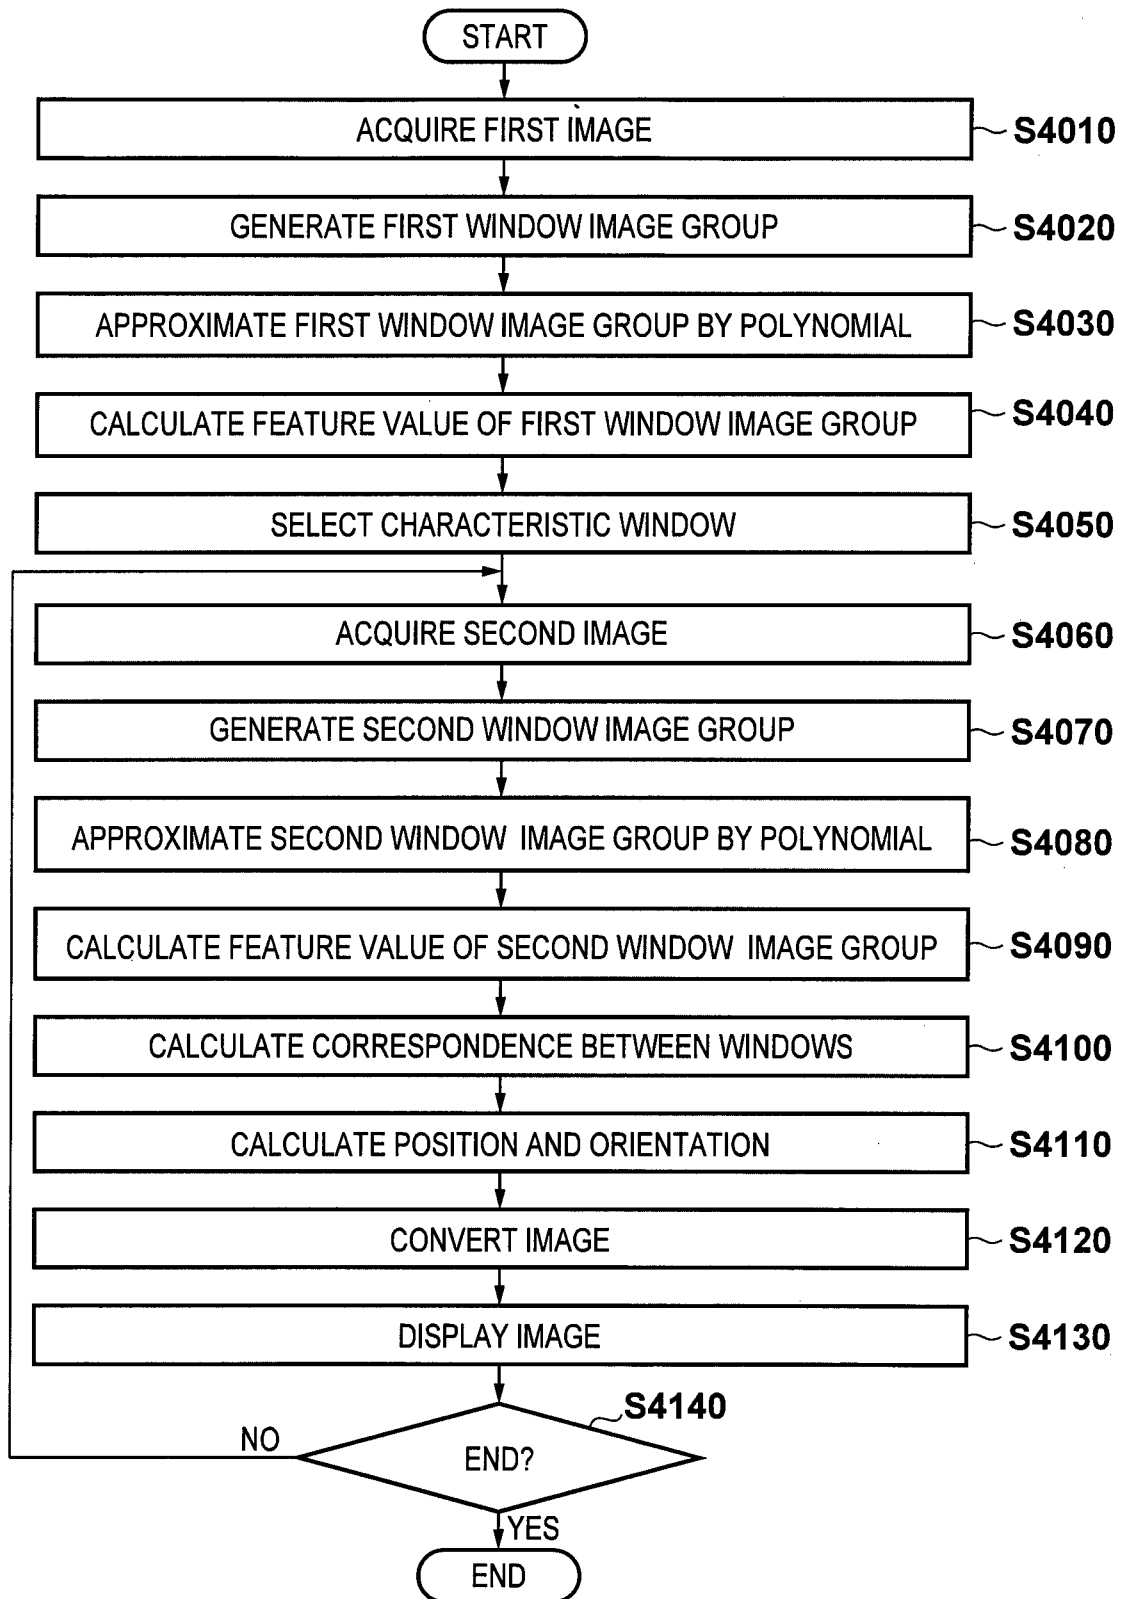 START
ACQUIRE FIRST IMAGE
S4010
GENERATE FIRST WINDOW IMAGE GROUP
S4020
APPROXIMATE FIRST WINDOW IMAGE GROUP BY POLYNOMIAL
S4030
CALCULATE FEATURE VALUE OF FIRST WINDOW IMAGE GROUP
S4040
SELECT CHARACTERISTIC WINDOW
S4050
ACQUIRE SECOND IMAGE
S4060
GENERATE SECOND WINDOW IMAGE GROUP
S4070
APPROXIMATE SECOND WINDOW IMAGE GROUP BY POLYNOMIAL
S4080
CALCULATE FEATURE VALUE OF SECOND WINDOW IMAGE GROUP
S4090
CALCULATE CORRESPONDENCE BETWEEN WINDOWS
S4100
CALCULATE POSITION AND ORIENTATION
S4110
CONVERT IMAGE
S4120
DISPLAY IMAGE
S4130
S4140
NO
END?
YES
END